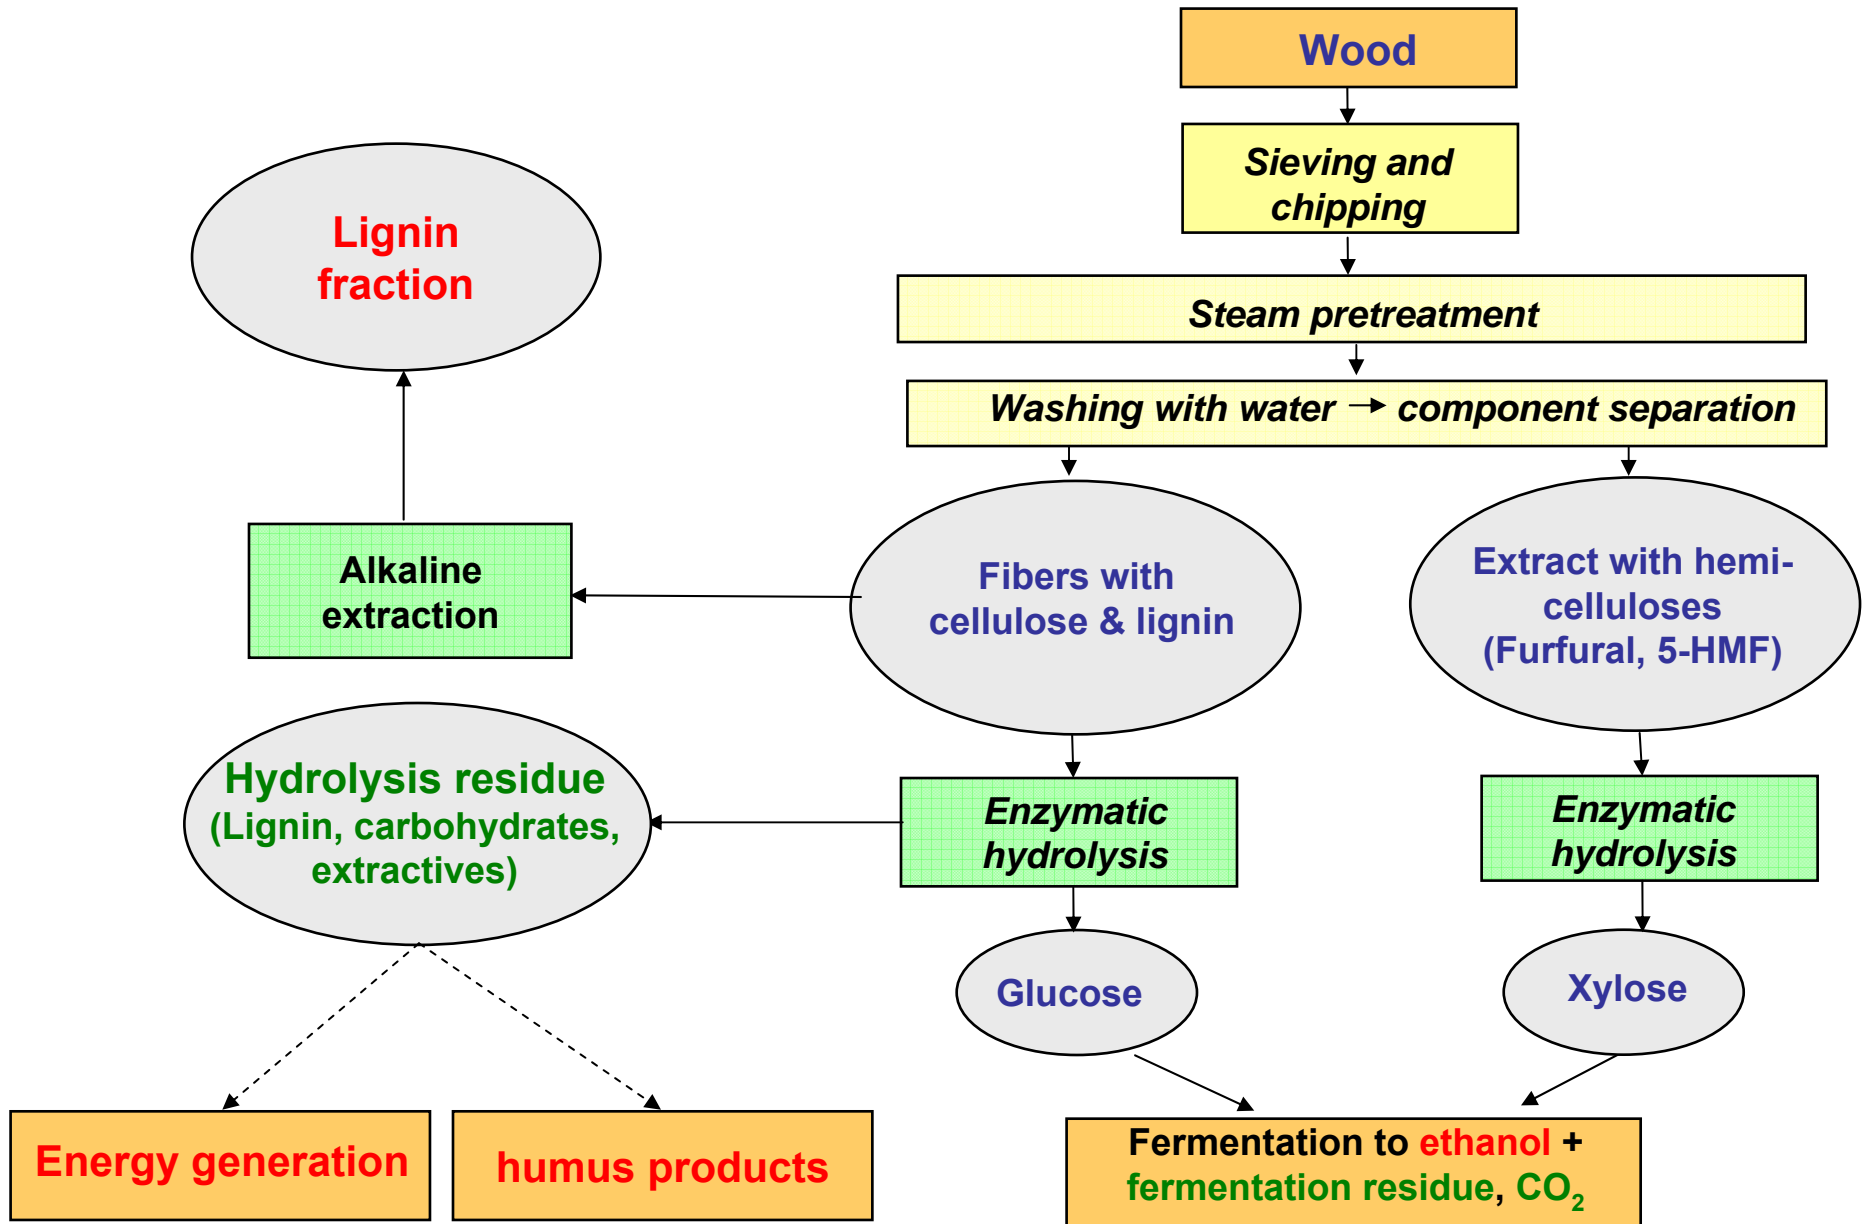 Wood
Sieving and
chipping
Lignin
fraction
Steam pretreatment
Washing with water → component separation
Alkaline
extraction
Fibers with
cellulose & lignin
Extract with hemi-
celluloses
(Furfural, 5-HMF)
Hydrolysis residue
(Lignin, carbohydrates,
extractives)
Enzymatic
hydrolysis
Enzymatic
hydrolysis
Glucose
Xylose
Energy generation
humus products
Fermentation to ethanol +
fermentation residue, CO₂